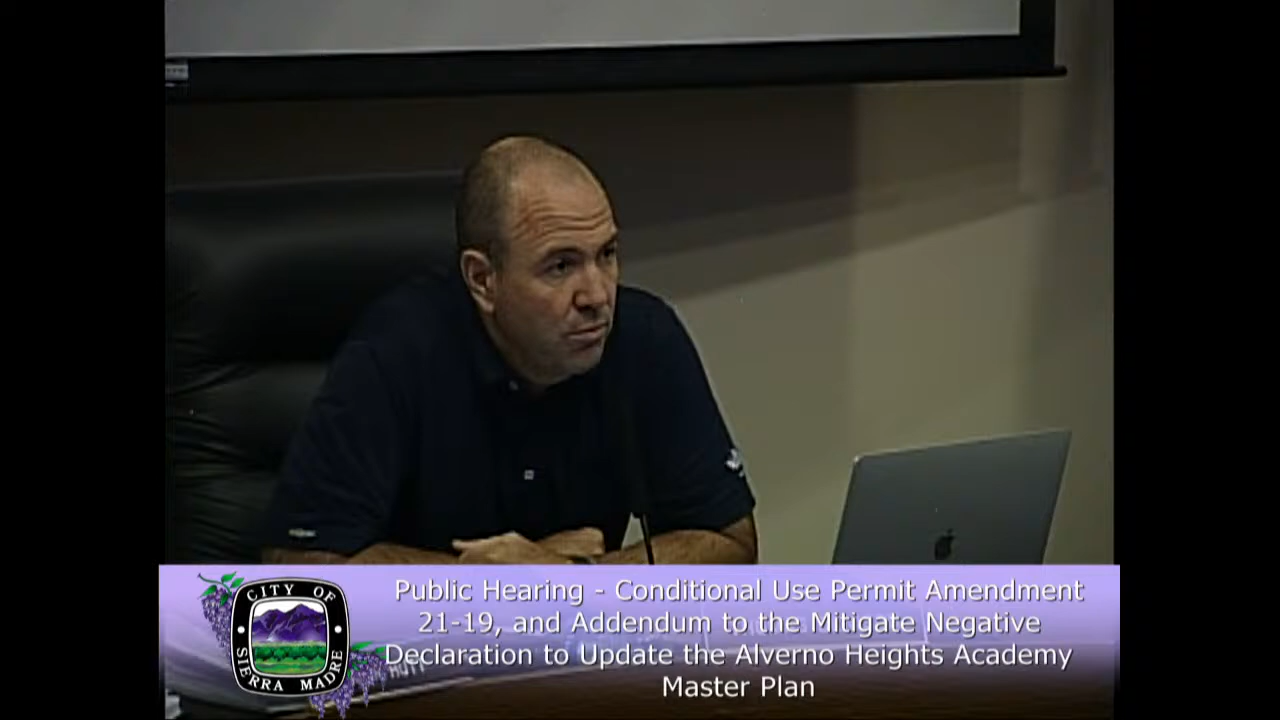 Public Hearing - Conditional Use Permit Amendment
21-19, and Addendum to the Mitigate Negative
Declaration to Update the Alverno Heights Academy
Master Plan
CITY OF
SIERRA MADRE